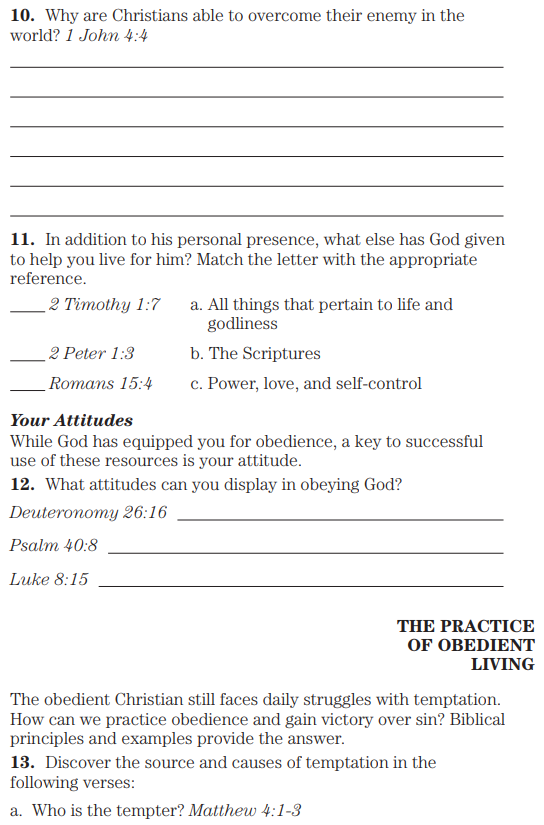 10. Why are Christians able to overcome their enemy in the
world? 1 John 4:4
11. In addition to his personal presence, what else has God given
to help you live for him? Match the letter with the appropriate
reference.
____ 2 Timothy 1:7 a. All things that pertain to life and
godliness
____ 2 Peter 1:3 b. The Scriptures
____ Romans 15:4 c. Power, love, and self-control
Your Attitudes
While God has equipped you for obedience, a key to successful
use of these resources is your attitude.
12. What attitudes can you display in obeying God?
Deuteronomy 26:16
Psalm 40:8
Luke 8:15
THE PRACTICE
OF OBEDIENT
LIVING
The obedient Christian still faces daily struggles with temptation.
How can we practice obedience and gain victory over sin? Biblical
principles and examples provide the answer.
13. Discover the source and causes of temptation in the
following verses:
a. Who is the tempter? Matthew 4:1-3